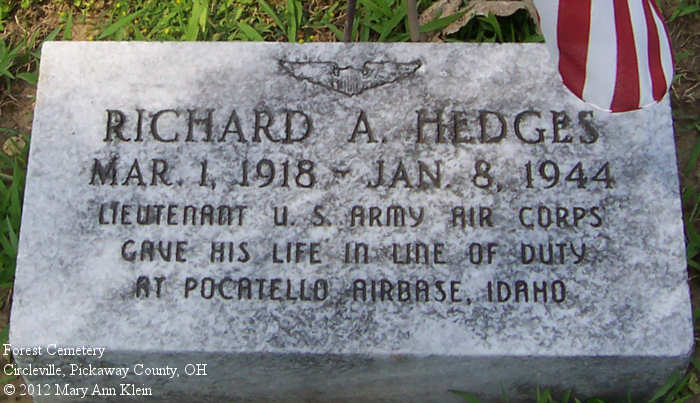 RICHARD A. HEDGES
MAR. 1, 1918 - JAN. 8, 1944
LIEUTENANT U. S. ARMY AIR CORPS
GAVE HIS LIFE IN LINE OF DUTY
AT POCATELLO AIRBASE, IDAHO
Forest Cemetery
Circleville, Pickaway County, OH
© 2012 Mary Ann Klein